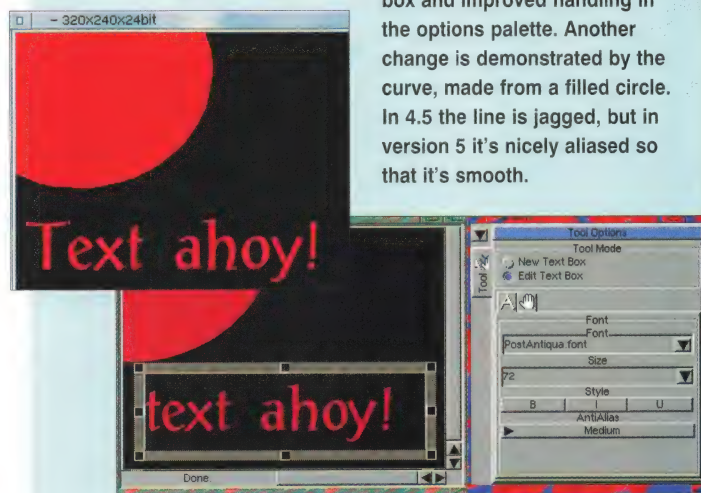 box and improved handling in
the options palette. Another
change is demonstrated by the
curve, made from a filled circle.
In 4.5 the line is jagged, but in
version 5 it's nicely aliased so
that it's smooth.
- 320x240x24bit
Text ahoy!
text ahoy!
Done
Tool Options
Tool Mode
New Text Box
Edit Text Box
Tool
A
Font
Font
PostAntiqua font
Size
72
Style
B I U
AntiAlias
Medium